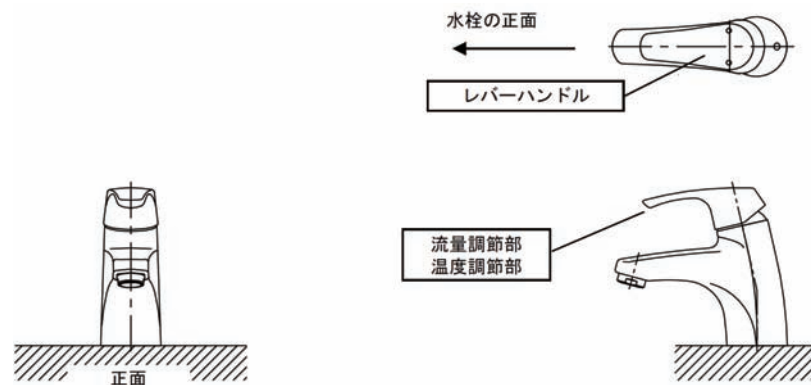 水栓の正面
レバーハンドル
流量調節部
温度調節部
正面